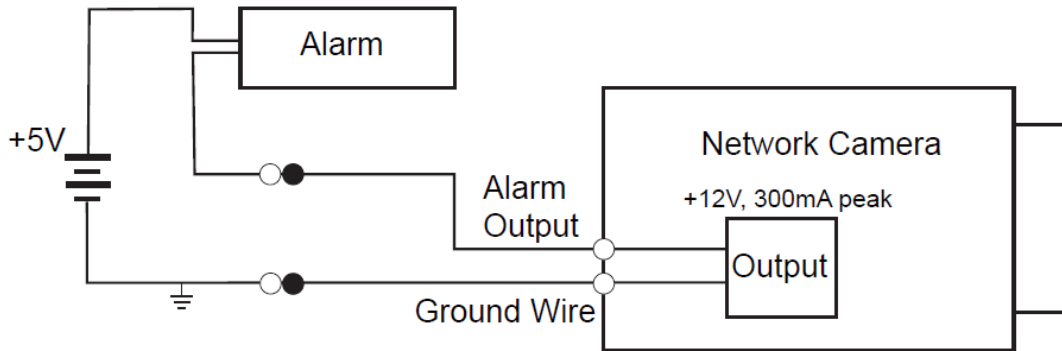 Alarm
+5V
Network Camera
Alarm
Output
+12V, 300mA peak
Output
Ground Wire